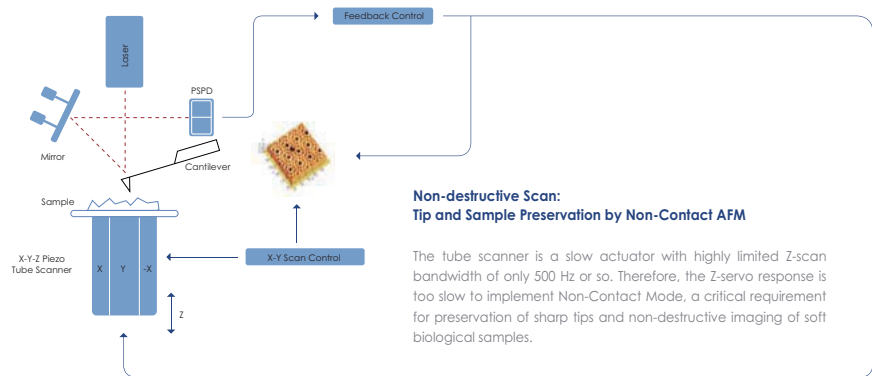 Feedback Control
Laser
PSPD
Mirror
Cantilever
Sample
Non-destructive Scan:
Tip and Sample Preservation by Non-Contact AFM
X-Y-Z Piezo
Tube Scanner
X Y -X
X-Y Scan Control
Z
The tube scanner is a slow actuator with highly limited Z-scan
bandwidth of only 500 Hz or so. Therefore, the Z-servo response is
too slow to implement Non-Contact Mode, a critical requirement
for preservation of sharp tips and non-destructive imaging of soft
biological samples.